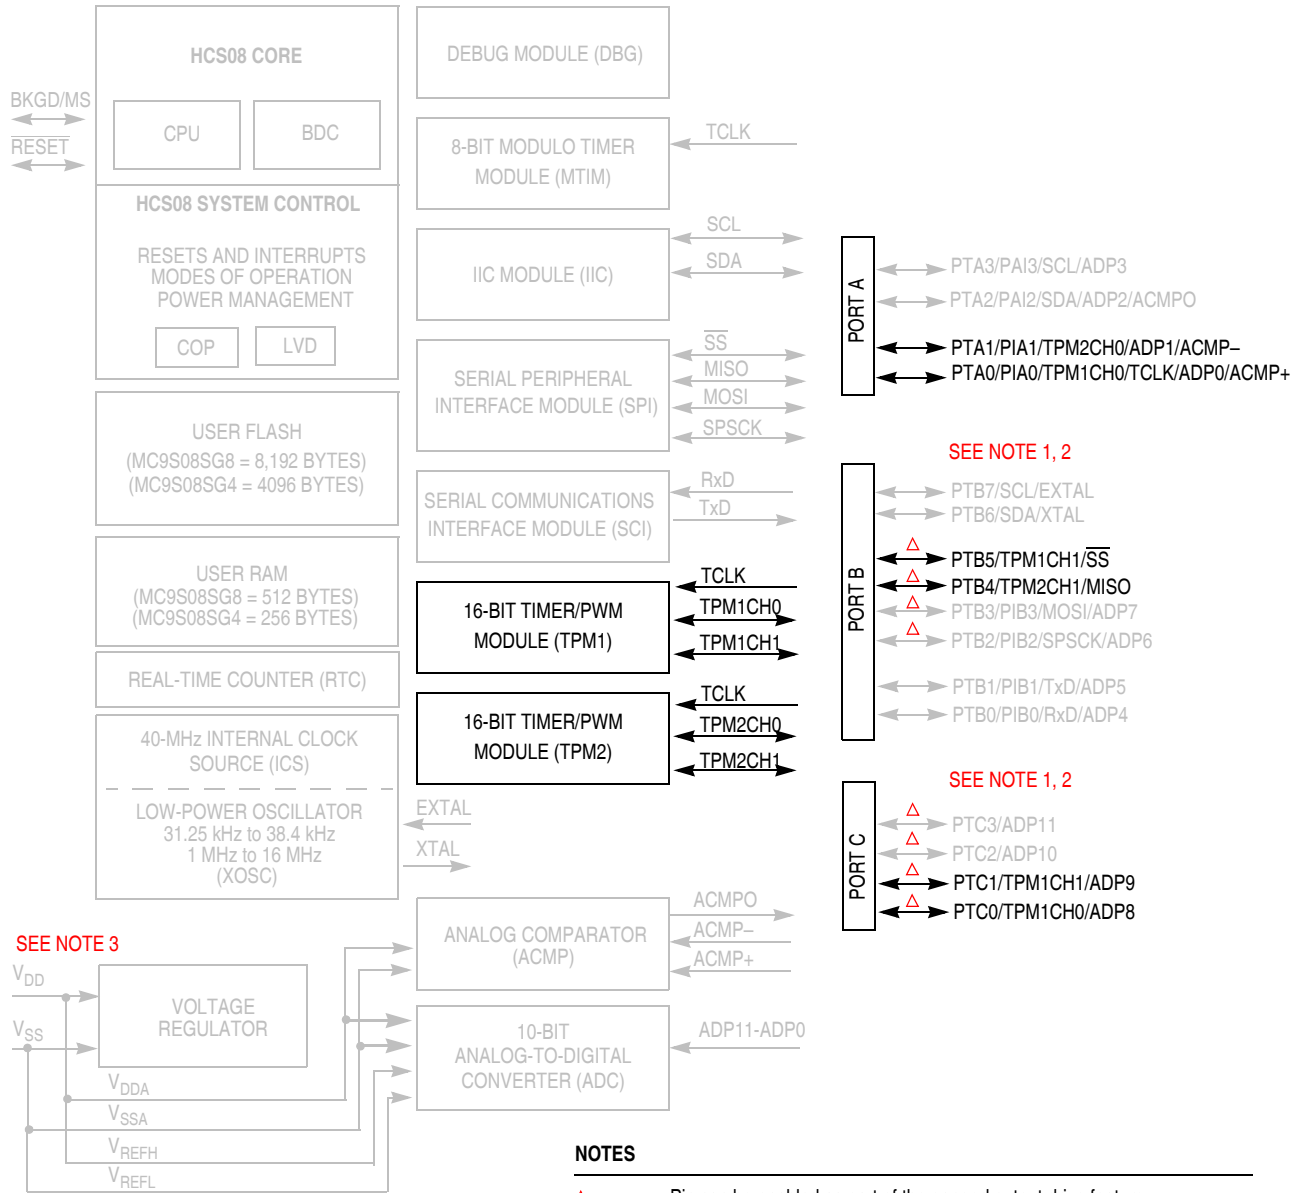 HCS08 CORE
BKGD/MS
RESET
CPU
BDC
HCS08 SYSTEM CONTROL
RESETS AND INTERRUPTS
MODES OF OPERATION
POWER MANAGEMENT
COP
LVD
USER FLASH
(MC9S08SG8 = 8,192 BYTES)
(MC9S08SG4 = 4096 BYTES)
USER RAM
(MC9S08SG8 = 512 BYTES)
(MC9S08SG4 = 256 BYTES)
REAL-TIME COUNTER (RTC)
40-MHz INTERNAL CLOCK
SOURCE (ICS)
LOW-POWER OSCILLATOR
31.25 kHz to 38.4 kHz
1 MHz to 16 MHz
(XOSC)
EXTAL
XTAL
SEE NOTE 3
VDD
VSS
VOLTAGE
REGULATOR
VDDA
VSSA
VREFH
VREFL
DEBUG MODULE (DBG)
8-BIT MODULO TIMER
MODULE (MTIM)
TCLK
IIC MODULE (IIC)
SCL
SDA
SERIAL PERIPHERAL
INTERFACE MODULE (SPI)
SS
MISO
MOSI
SPSCK
SERIAL COMMUNICATIONS
INTERFACE MODULE (SCI)
RxD
TxD
16-BIT TIMER/PWM
MODULE (TPM1)
TCLK
TPM1CH0
TPM1CH1
16-BIT TIMER/PWM
MODULE (TPM2)
TCLK
TPM2CH0
TPM2CH1
ANALOG COMPARATOR
(ACMP)
ACMPO
ACMP–
ACMP+
10-BIT
ANALOG-TO-DIGITAL
CONVERTER (ADC)
ADP11-ADP0
PORT A
PTA3/PAI3/SCL/ADP3
PTA2/PAI2/SDA/ADP2/ACMPO
PTA1/PIA1/TPM2CH0/ADP1/ACMP–
PTA0/PIA0/TPM1CH0/TCLK/ADP0/ACMP+
SEE NOTE 1, 2
PORT B
PTB7/SCL/EXTAL
PTB6/SDA/XTAL
PTB5/TPM1CH1/SS
PTB4/TPM2CH1/MISO
PTB3/PIB3/MOSI/ADP7
PTB2/PIB2/SPSCK/ADP6
PTB1/PIB1/TxD/ADP5
PTB0/PIB0/RxD/ADP4
SEE NOTE 1, 2
PORT C
PTC3/ADP11
PTC2/ADP10
PTC1/TPM1CH1/ADP9
PTC0/TPM1CH0/ADP8
NOTES